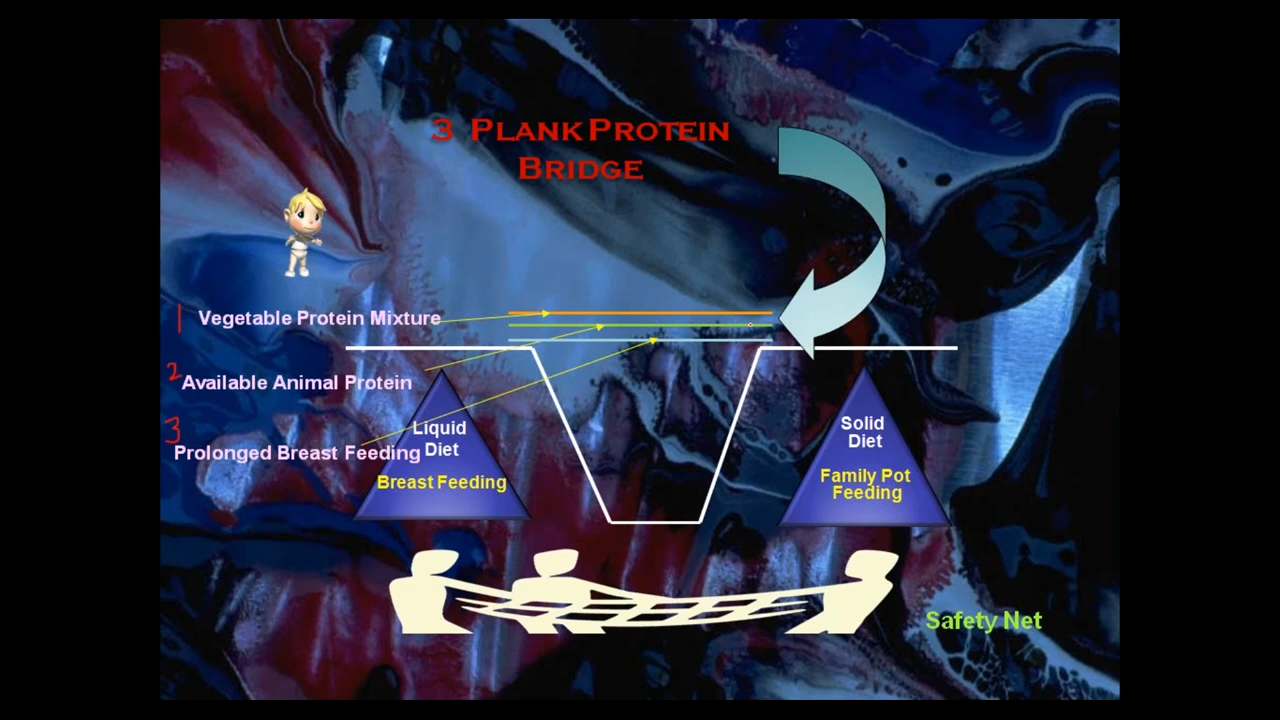 3 PLANK PROTEIN
BRIDGE
1 Vegetable Protein Mixture
2 Available Animal Protein
3 Prolonged Breast Feeding
Liquid
Diet
Breast Feeding
Solid
Diet
Family Pot
Feeding
Safety Net